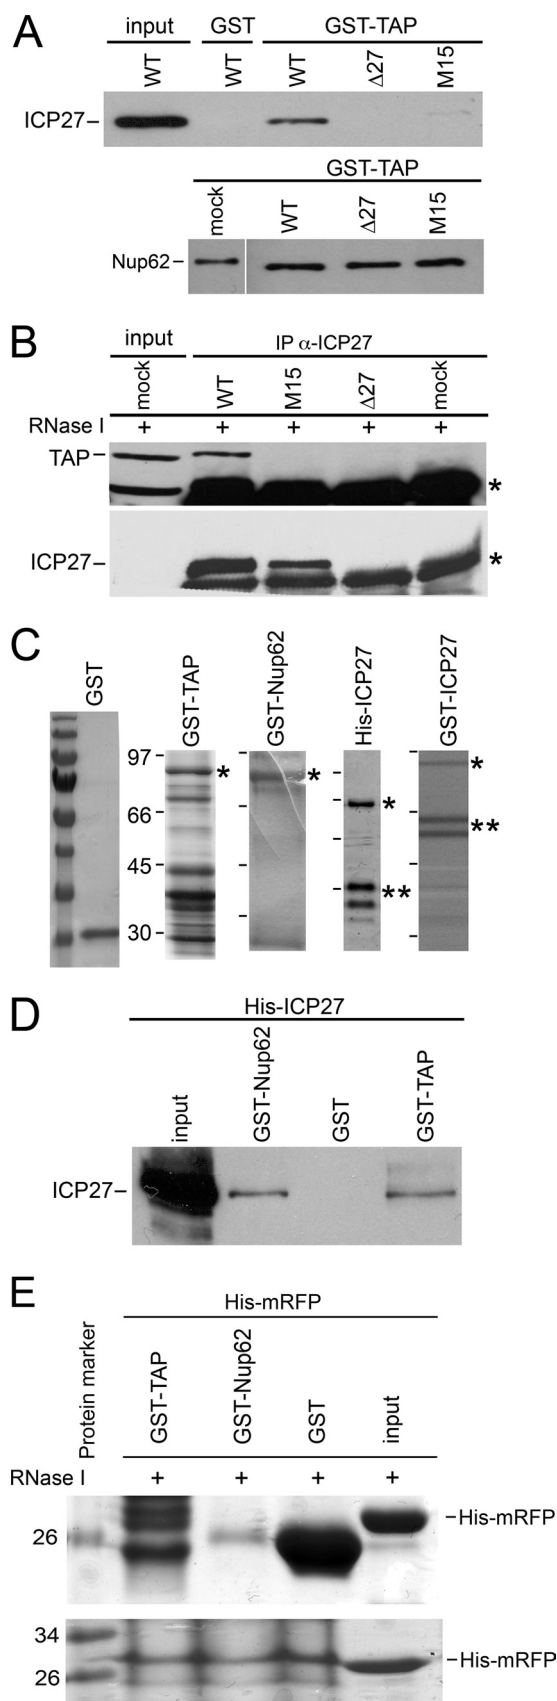 A
input GST GST-TAP
WT WT WT Δ27 M15
ICP27–
GST-TAP
mock WT Δ27 M15
Nup62–
B
input IP α-ICP27
mock WT M15 Δ27 mock
RNase I + + + + +
TAP–
*
ICP27–
*
C
GST GST-TAP GST-Nup62 His-ICP27 GST-ICP27
97
66
45
30
* * * *
** **
D
His-ICP27
input GST-Nup62 GST GST-TAP
ICP27–
E
His-mRFP
Protein marker GST-TAP GST-Nup62 GST input
RNase I + + + +
26
–His-mRFP
34
26
–His-mRFP